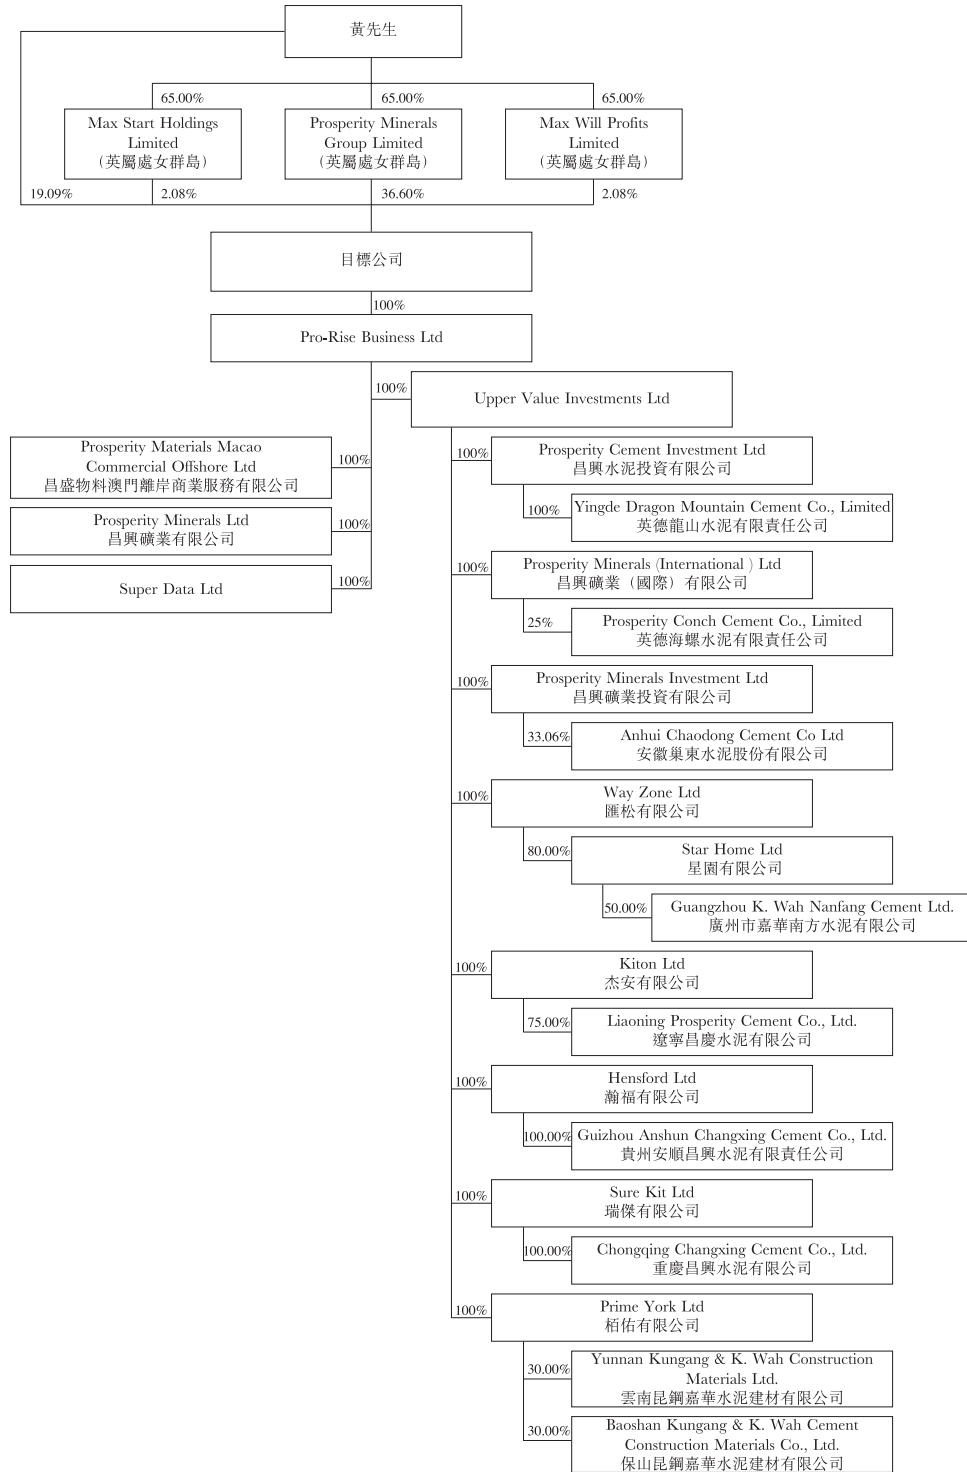 黃先生
65.00%
65.00%
65.00%
Max Start Holdings
Limited
(英屬處女群島)
Prosperity Minerals
Group Limited
(英屬處女群島)
Max Will Profits
Limited
(英屬處女群島)
19.09%
2.08%
36.60%
2.08%
目標公司
100%
Pro-Rise Business Ltd
100%
Upper Value Investments Ltd
Prosperity Materials Macao
Commercial Offshore Ltd
昌盛物料澳門離岸商業服務有限公司
100%
Prosperity Minerals Ltd
昌興礦業有限公司
100%
Super Data Ltd
100%
100%
Prosperity Cement Investment Ltd
昌興水泥投資有限公司
100%
Yingde Dragon Mountain Cement Co., Limited
英德龍山水泥有限責任公司
100%
Prosperity Minerals (International) Ltd
昌興礦業（國際）有限公司
25%
Prosperity Conch Cement Co., Limited
英德海螺水泥有限責任公司
100%
Prosperity Minerals Investment Ltd
昌興礦業投資有限公司
33.06%
Anhui Chaodong Cement Co Ltd
安徽巢東水泥股份有限公司
100%
Way Zone Ltd
匯松有限公司
80.00%
Star Home Ltd
星園有限公司
50.00%
Guangzhou K. Wah Nanfang Cement Ltd.
廣州市嘉華南方水泥有限公司
100%
Kiton Ltd
杰安有限公司
75.00%
Liaoning Prosperity Cement Co., Ltd.
遼寧昌慶水泥有限公司
100%
Hensford Ltd
瀚福有限公司
100.00%
Guizhou Anshun Changxing Cement Co., Ltd.
貴州安順昌興水泥有限責任公司
100%
Sure Kit Ltd
瑞傑有限公司
100.00%
Chongqing Changxing Cement Co., Ltd.
重慶昌興水泥有限公司
100%
Prime York Ltd
栢佑有限公司
30.00%
Yunnan Kungang & K. Wah Construction
Materials Ltd.
雲南昆鋼嘉華水泥建材有限公司
30.00%
Baoshan Kungang & K. Wah Cement
Construction Materials Co., Ltd.
保山昆鋼嘉華水泥建材有限公司